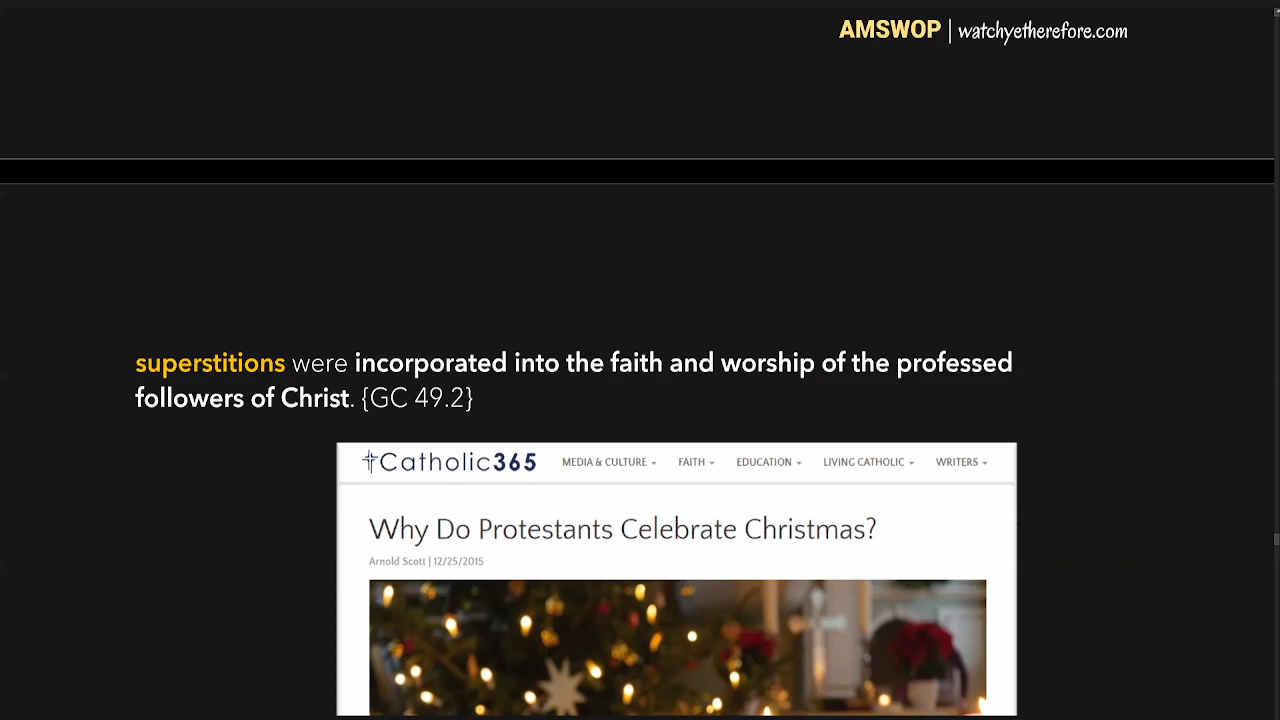 AMSWOP | watchyetherefore.com
superstitions were incorporated into the faith and worship of the professed
followers of Christ. {GC 49.2}
Catholic365 MEDIA & CULTURE FAITH EDUCATION LIVING CATHOLIC WRITERS
Why Do Protestants Celebrate Christmas?
Arnold Scott | 12/25/2015